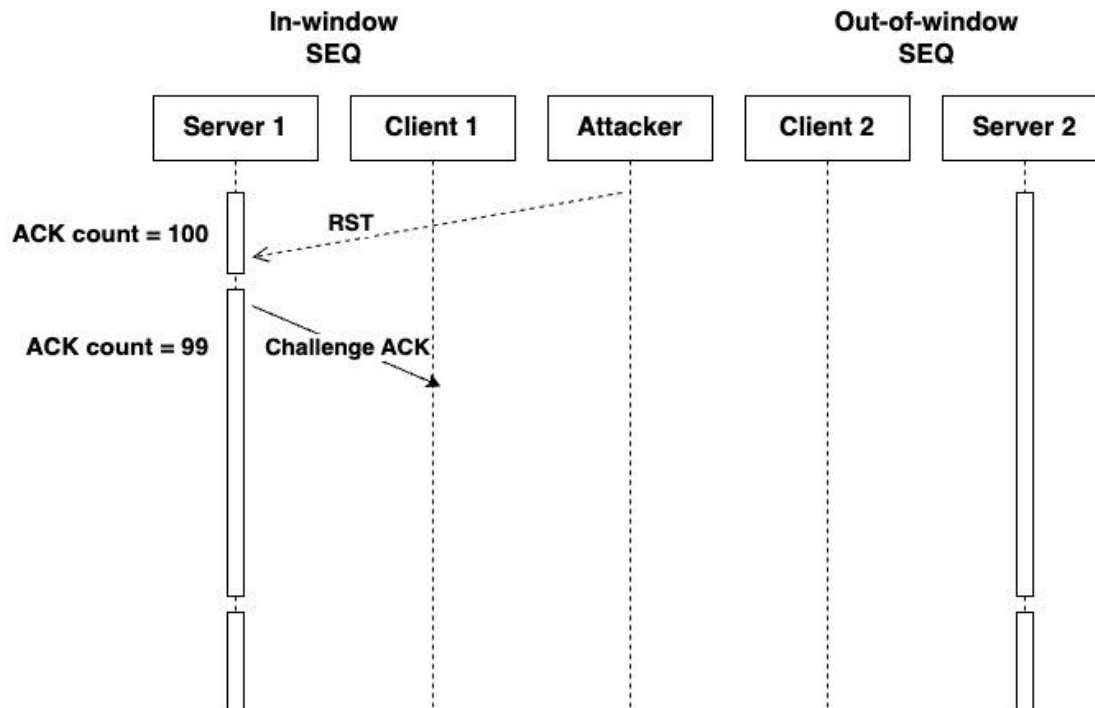 In-window
SEQ
Out-of-window
SEQ
Server 1
Client 1
Attacker
Client 2
Server 2
RST
ACK count = 100
ACK count = 99
Challenge ACK